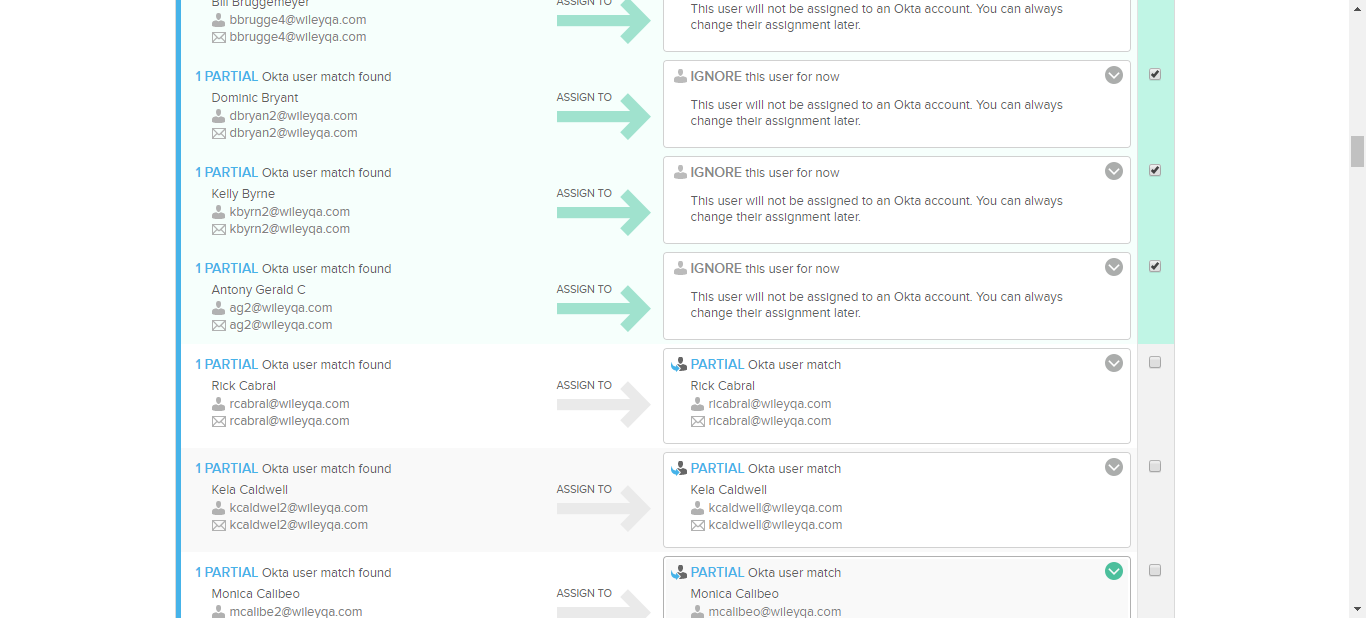 Bill Bruggemeyer
bbrugge4@wileyqa.com
bbrugge4@wileyqa.com
ASSIGN TO
This user will not be assigned to an Okta account. You can always
change their assignment later.
1 PARTIAL Okta user match found
Dominic Bryant
dbryan2@wileyqa.com
dbryan2@wileyqa.com
ASSIGN TO
IGNORE this user for now
This user will not be assigned to an Okta account. You can always
change their assignment later.
1 PARTIAL Okta user match found
Kelly Byrne
kbyrn2@wileyqa.com
kbyrn2@wileyqa.com
ASSIGN TO
IGNORE this user for now
This user will not be assigned to an Okta account. You can always
change their assignment later.
1 PARTIAL Okta user match found
Antony Gerald C
ag2@wileyqa.com
ag2@wileyqa.com
ASSIGN TO
IGNORE this user for now
This user will not be assigned to an Okta account. You can always
change their assignment later.
1 PARTIAL Okta user match found
Rick Cabral
rcabral@wileyqa.com
rcabral@wileyqa.com
ASSIGN TO
PARTIAL Okta user match
Rick Cabral
ricabral@wileyqa.com
ricabral@wileyqa.com
1 PARTIAL Okta user match found
Kela Caldwell
kcaldwel2@wileyqa.com
kcaldwel2@wileyqa.com
ASSIGN TO
PARTIAL Okta user match
Kela Caldwell
kcaldwell@wileyqa.com
kcaldwell@wileyqa.com
1 PARTIAL Okta user match found
Monica Calibeo
mcalibe2@wileyqa.com
ASSIGN TO
PARTIAL Okta user match
Monica Calibeo
mcalibeo@wileyqa.com